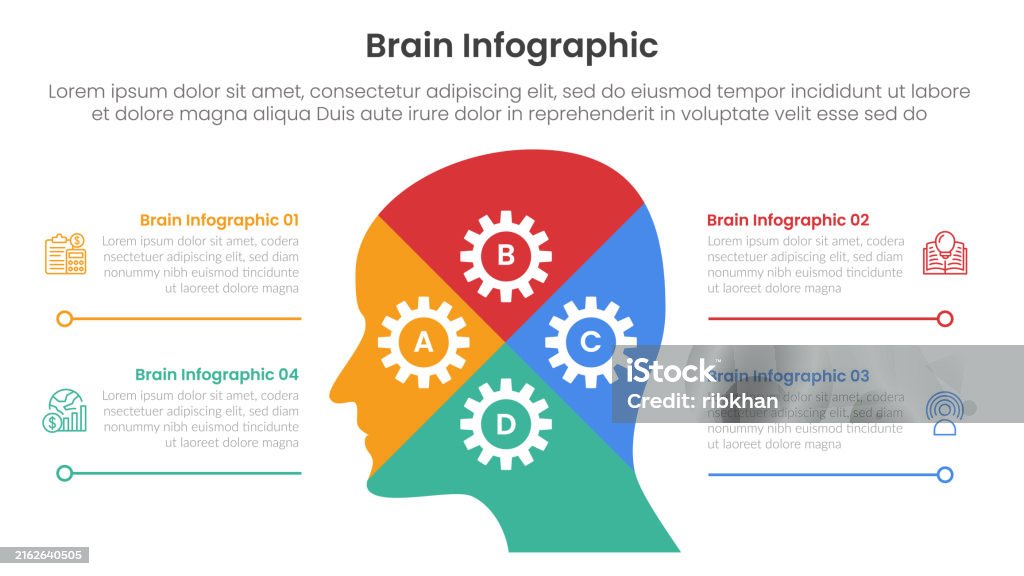 Brain Infographic
Lorem ipsum dolor sit amet, consectetur adipiscing elit, sed do eiusmod tempor incididunt ut labore
et dolore magna aliqua Duis aute irure dolor in reprehenderit in voluptate velit esse sed do
Brain Infographic 01
Lorem ipsum dolor sit amet, codera
nsectetuer adipiscing elit, sed diam
nonummy nibh euismod tincidunte
ut laoreet dolore magna
Brain Infographic 02
Lorem ipsum dolor sit amet, codera
nsectetuer adipiscing elit, sed diam
nonummy nibh euismod tincidunte
ut laoreet dolore magna
B
A
C
D
Brain Infographic 04
Lorem ipsum dolor sit amet, codera
nsectetuer adipiscing elit, sed diam
nonummy nibh euismod tincidunte
ut laoreet dolore magna
Brain Infographic 03
Lorem ipsum dolor sit amet, codera
nsectetuer adipiscing elit, sed diam
nonummy nibh euismod tincidunte
ut laoreet dolore magna
iStock™
Credit: ribkhan
2162640505